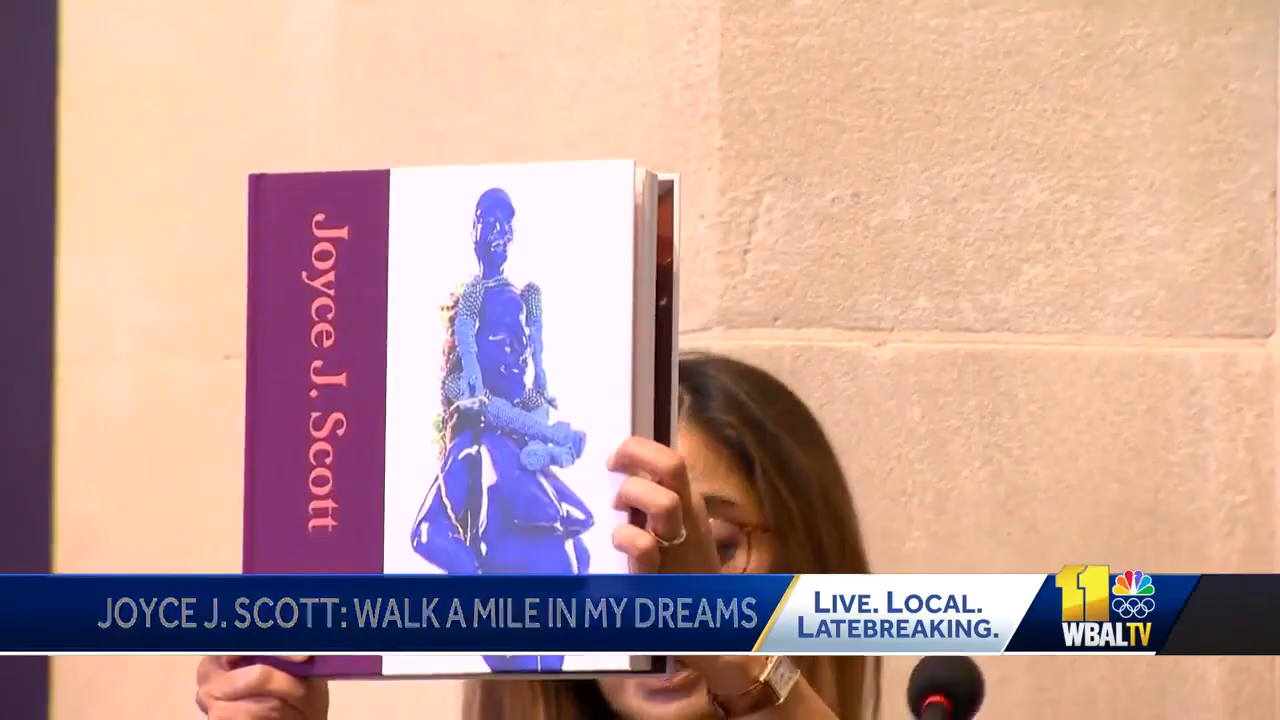 Joyce J. Scott
JOYCE J. SCOTT: WALK A MILE IN MY DREAMS
LIVE. LOCAL.
LATEBREAKING.
11
WBALTV